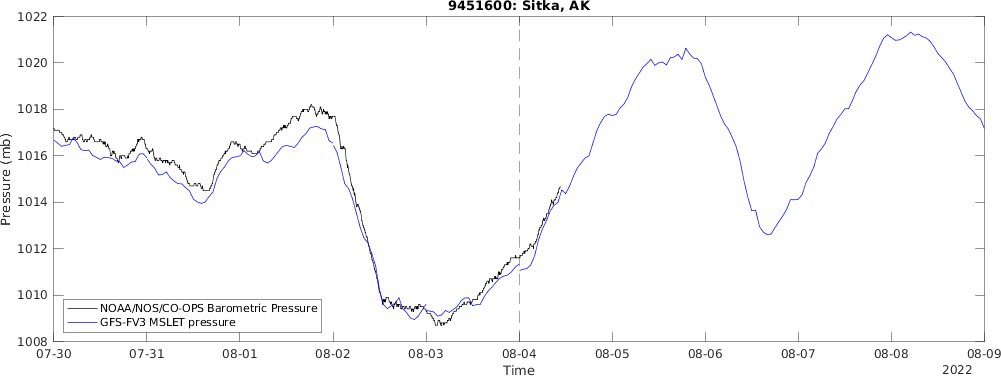 9451600: Sitka, AK
Pressure (mb)
1022
1020
1018
1016
1014
1012
1010
1008
NOAA/NOS/CO-OPS Barometric Pressure
GFS-FV3 MSLET pressure
07-30 07-31 08-01 08-02 08-03 08-04 08-05 08-06 08-07 08-08 08-09
Time
2022